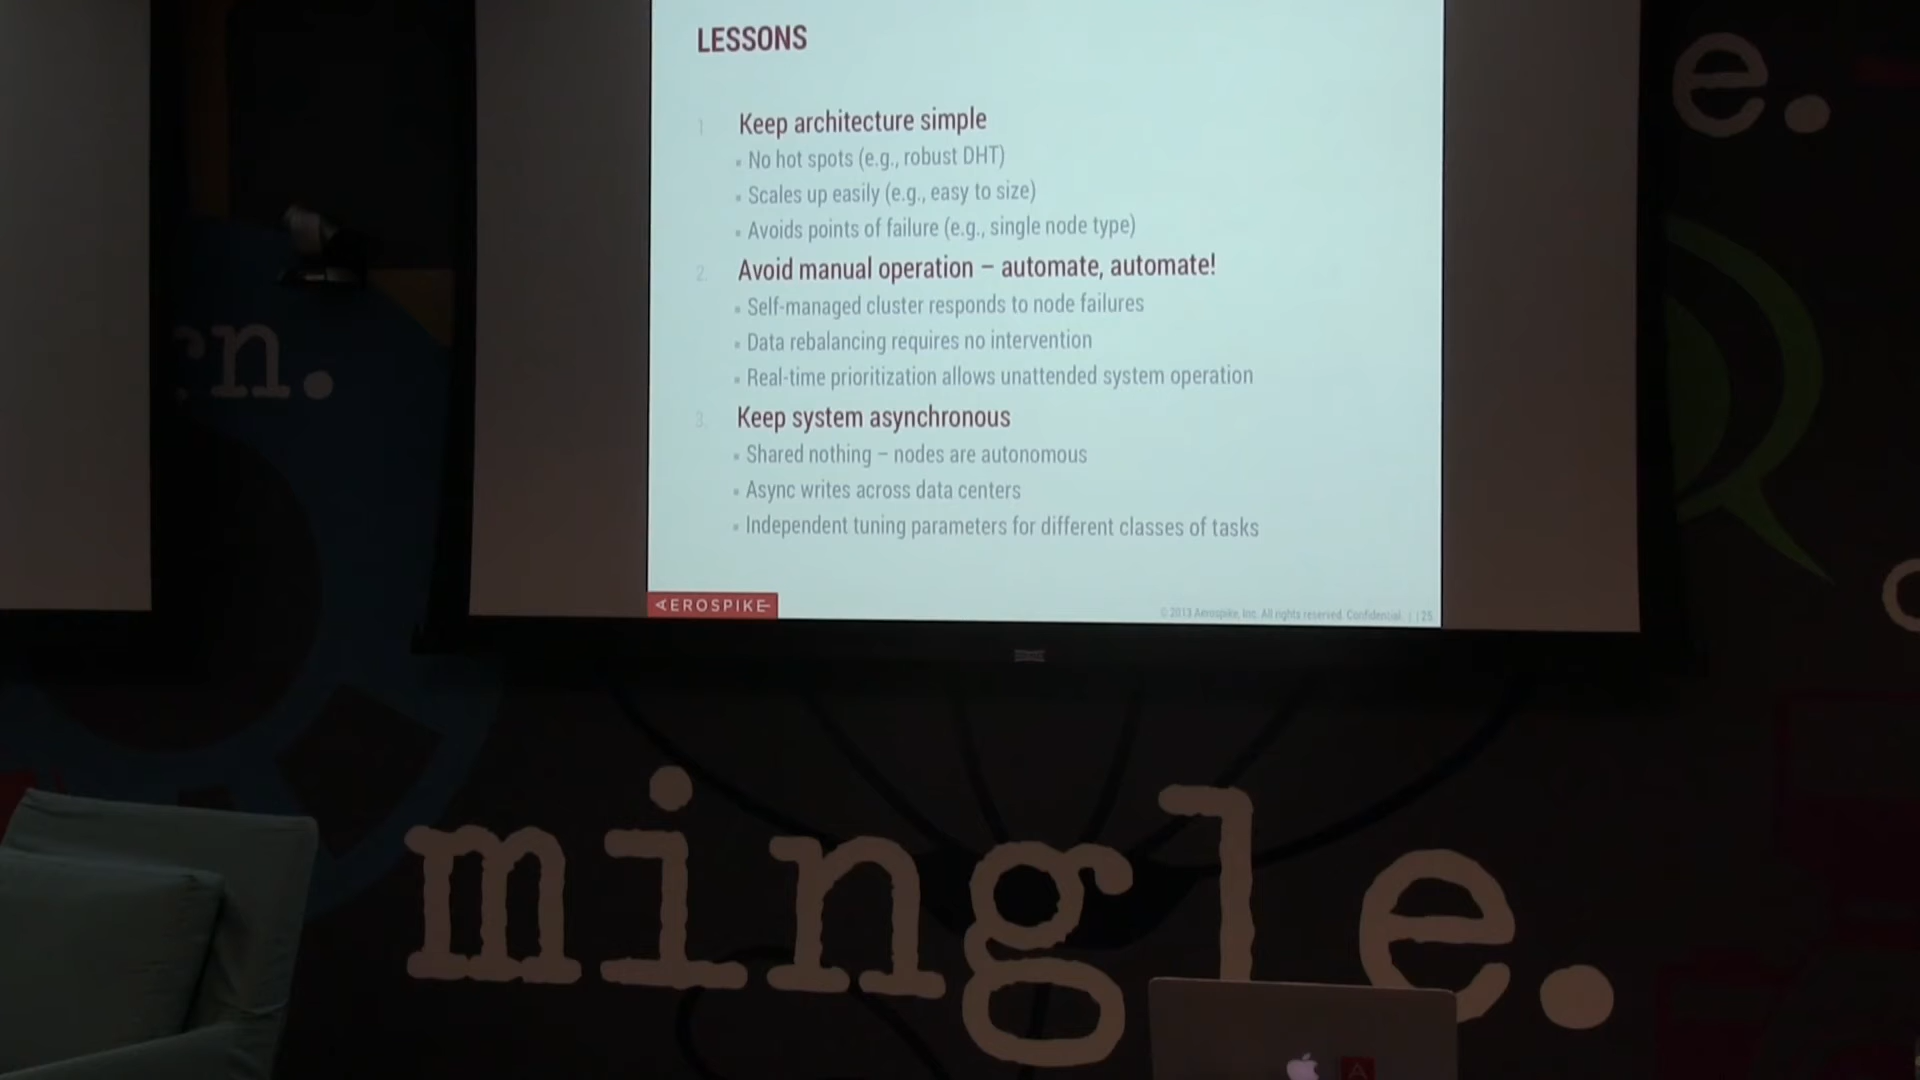 LESSONS
1. Keep architecture simple
▪ No hot spots (e.g., robust DHT)
▪ Scales up easily (e.g., easy to size)
▪ Avoids points of failure (e.g., single node type)
2. Avoid manual operation – automate, automate!
▪ Self-managed cluster responds to node failures
▪ Data rebalancing requires no intervention
▪ Real-time prioritization allows unattended system operation
3. Keep system asynchronous
▪ Shared nothing – nodes are autonomous
▪ Async writes across data centers
▪ Independent tuning parameters for different classes of tasks
AEROSPIKE
© 2013 Aerospike, Inc. All rights reserved. Confidential. | 25
e.
rn.
mingle.